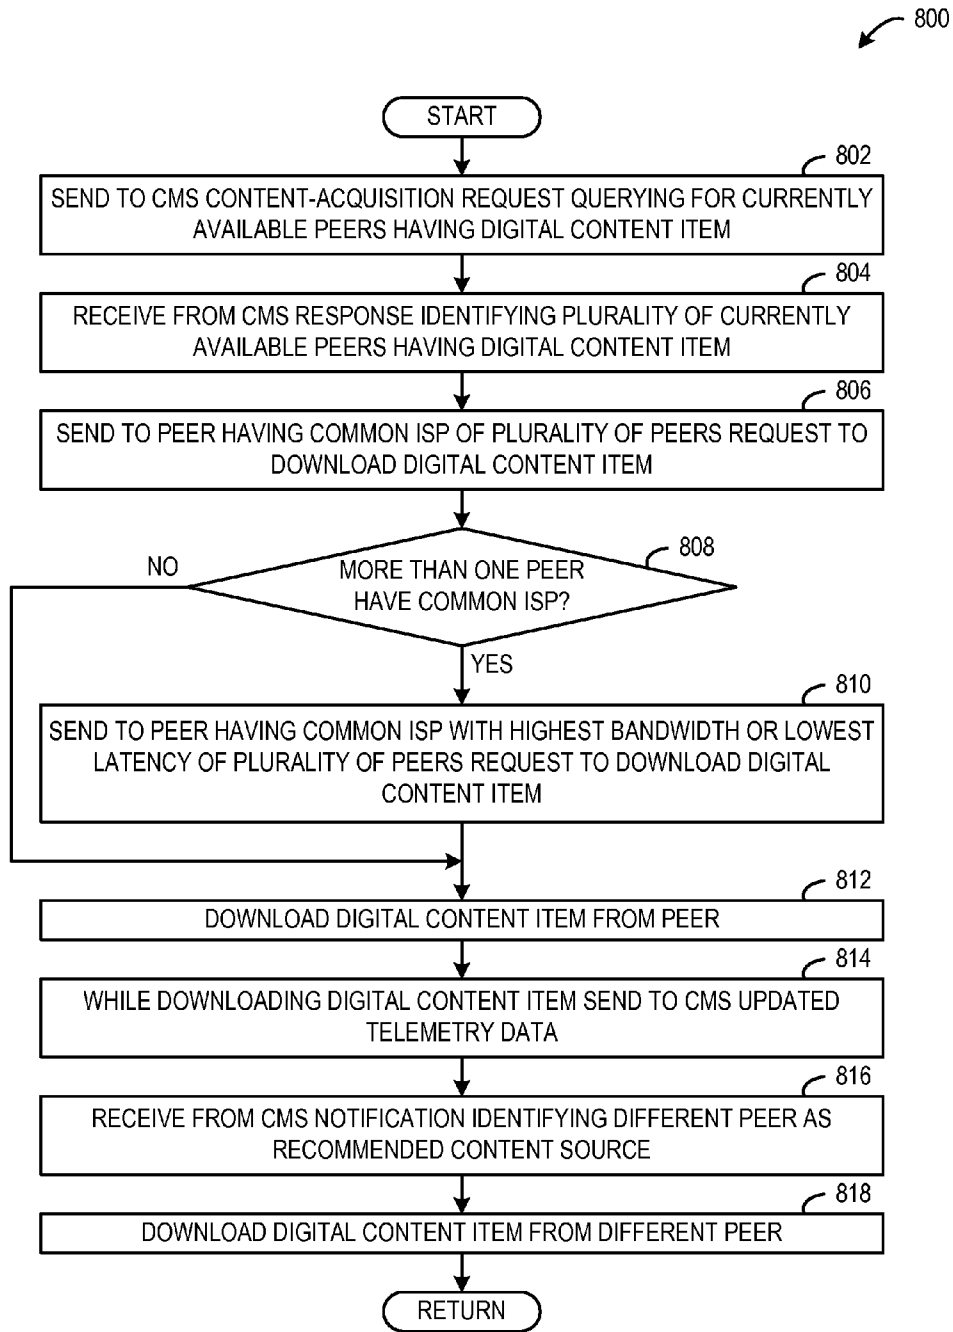 800
START
802
SEND TO CMS CONTENT-ACQUISITION REQUEST QUERYING FOR CURRENTLY
AVAILABLE PEERS HAVING DIGITAL CONTENT ITEM
804
RECEIVE FROM CMS RESPONSE IDENTIFYING PLURALITY OF CURRENTLY
AVAILABLE PEERS HAVING DIGITAL CONTENT ITEM
806
SEND TO PEER HAVING COMMON ISP OF PLURALITY OF PEERS REQUEST TO
DOWNLOAD DIGITAL CONTENT ITEM
808
NO
MORE THAN ONE PEER
HAVE COMMON ISP?
YES
810
SEND TO PEER HAVING COMMON ISP WITH HIGHEST BANDWIDTH OR LOWEST
LATENCY OF PLURALITY OF PEERS REQUEST TO DOWNLOAD DIGITAL
CONTENT ITEM
812
DOWNLOAD DIGITAL CONTENT ITEM FROM PEER
814
WHILE DOWNLOADING DIGITAL CONTENT ITEM SEND TO CMS UPDATED
TELEMETRY DATA
816
RECEIVE FROM CMS NOTIFICATION IDENTIFYING DIFFERENT PEER AS
RECOMMENDED CONTENT SOURCE
818
DOWNLOAD DIGITAL CONTENT ITEM FROM DIFFERENT PEER
RETURN